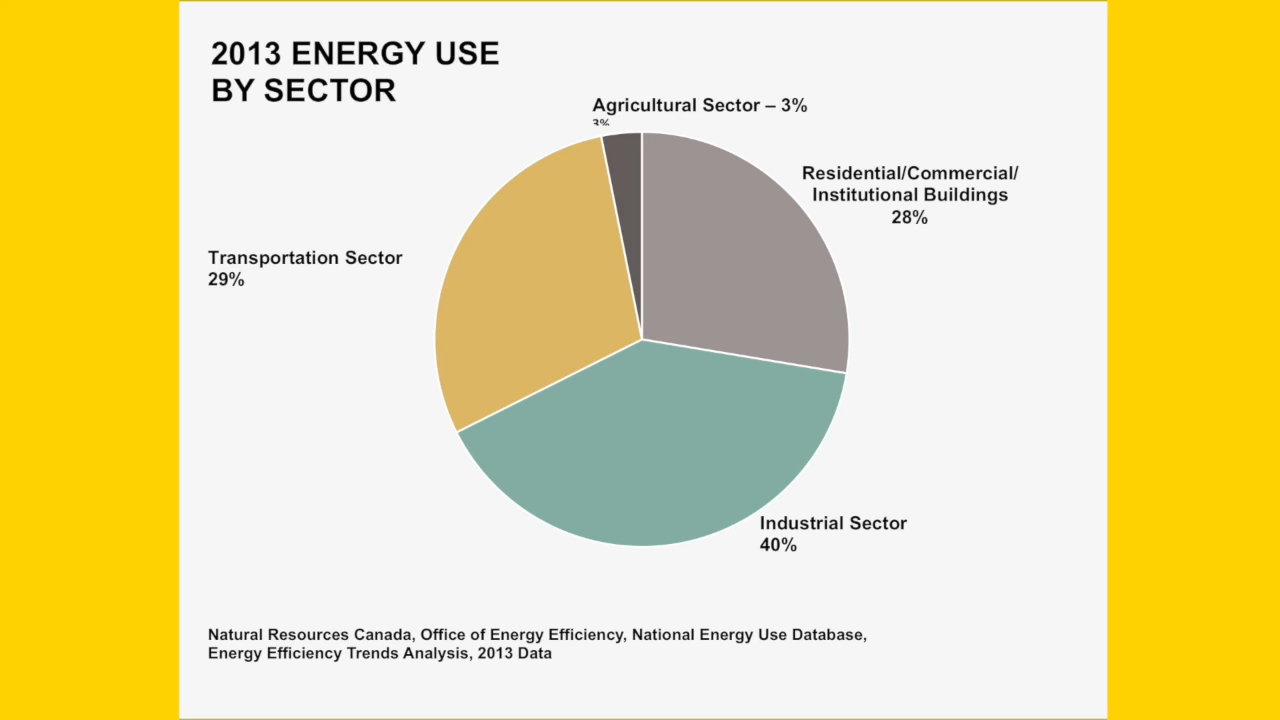 2013 ENERGY USE
BY SECTOR
Agricultural Sector – 3%
3%
Residential/Commercial/
Institutional Buildings
28%
Transportation Sector
29%
Industrial Sector
40%
Natural Resources Canada, Office of Energy Efficiency, National Energy Use Database,
Energy Efficiency Trends Analysis, 2013 Data